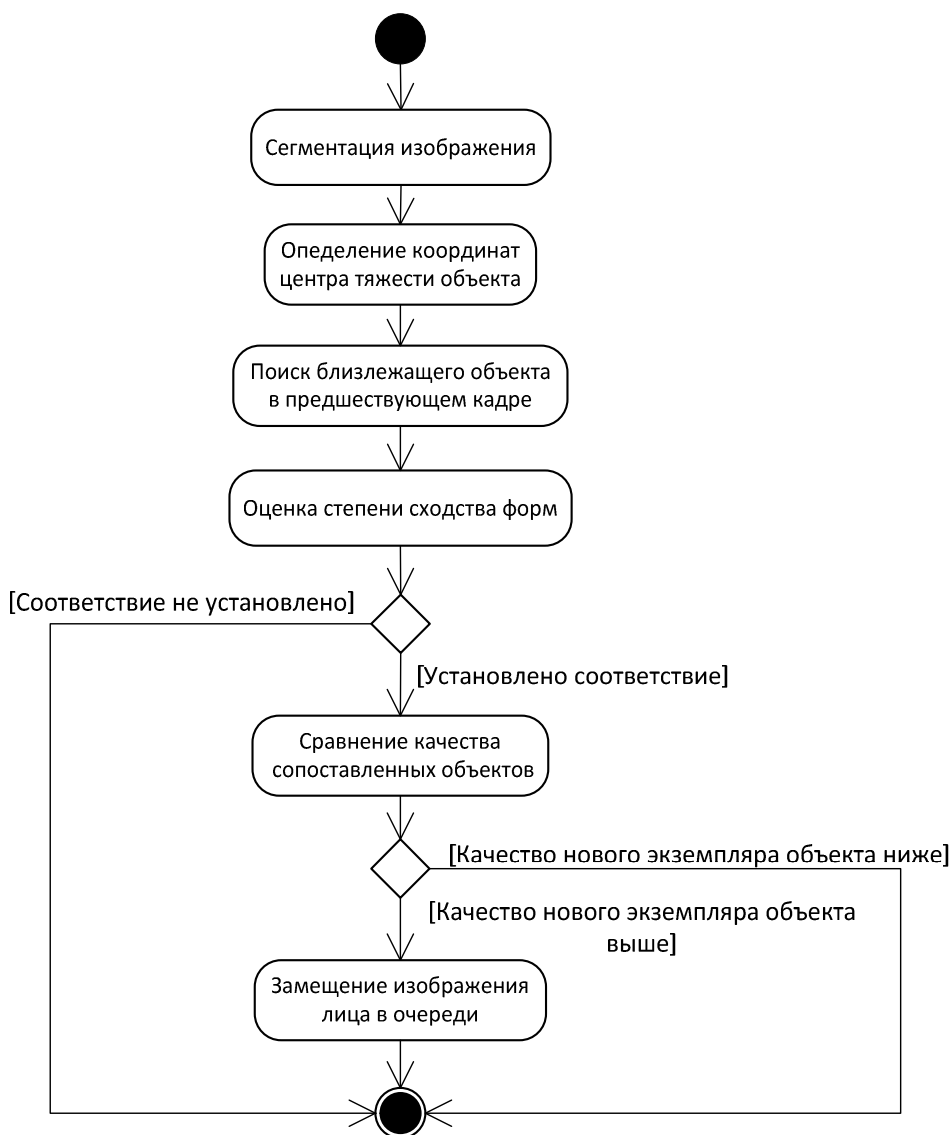 Сегментация изображения
Опеделение координат
центра тяжести объекта
Поиск близлежащего объекта
в предшествующем кадре
Оценка степени сходства форм
[Соответствие не установлено]
[Установлено соответствие]
Сравнение качества
сопоставленных объектов
[Качество нового экземпляра объекта ниже]
[Качество нового экземпляра объекта
выше]
Замещение изображения
лица в очереди